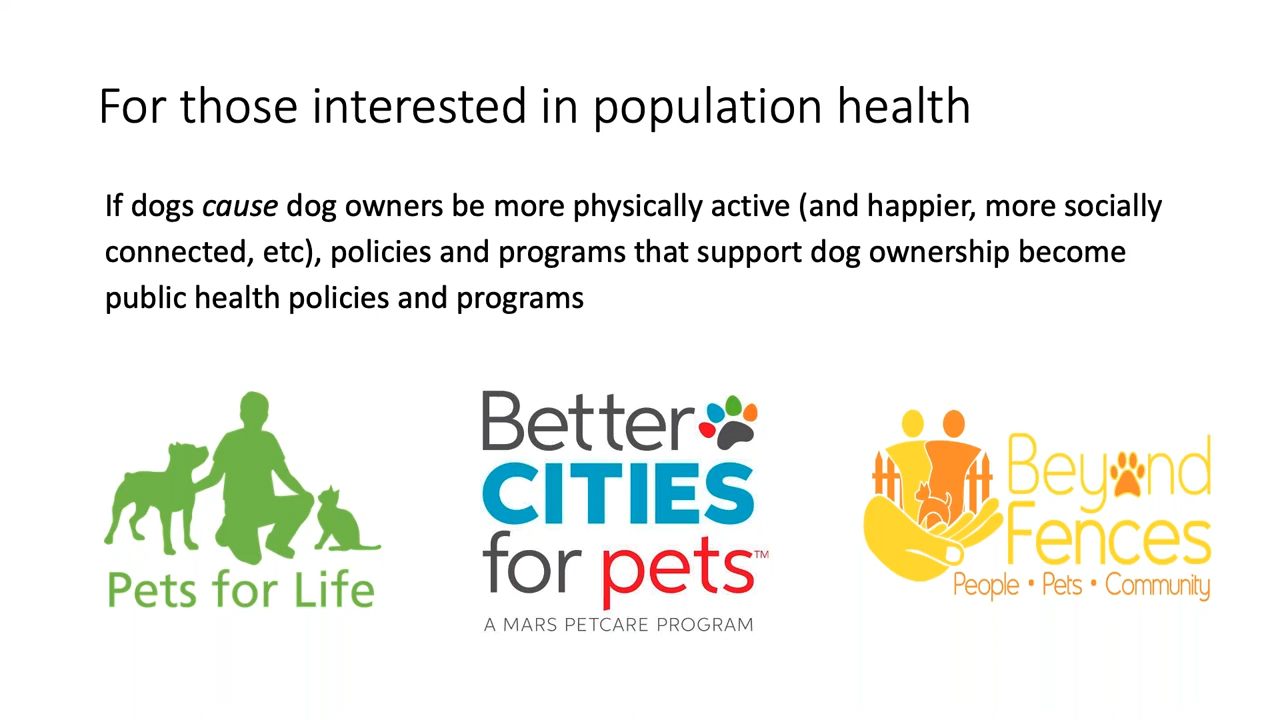 For those interested in population health
If dogs cause dog owners be more physically active (and happier, more socially
connected, etc), policies and programs that support dog ownership become
public health policies and programs
Pets for Life
Better
CITIES
for pets™
A MARS PETCARE PROGRAM
Beyond
Fences
People • Pets • Community